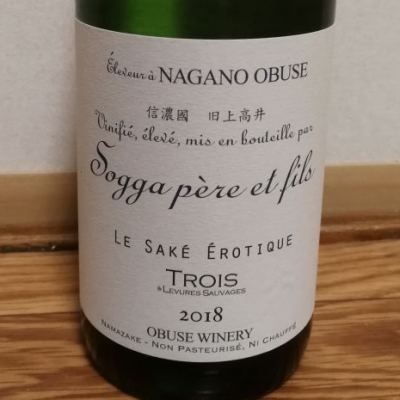 Éleveur à NAGANO OBUSE
信濃國 旧上高井
Vinifié, élevé, mis en bouteille par
Sogga père et fils
LE SAKÉ ÉROTIQUE
TROIS
& LEVURES SAUVAGES
2018
OBUSE WINERY
NAMAZAKE - NON PASTEURISÉ, NI CHAUFFÉ